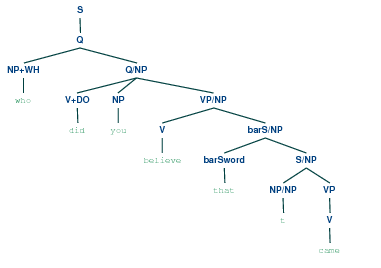 S
Q
NP+WH Q/NP
who V+DO NP VP/NP
did you V barS/NP
believe barSword S/NP
that NP/NP VP
t V
came